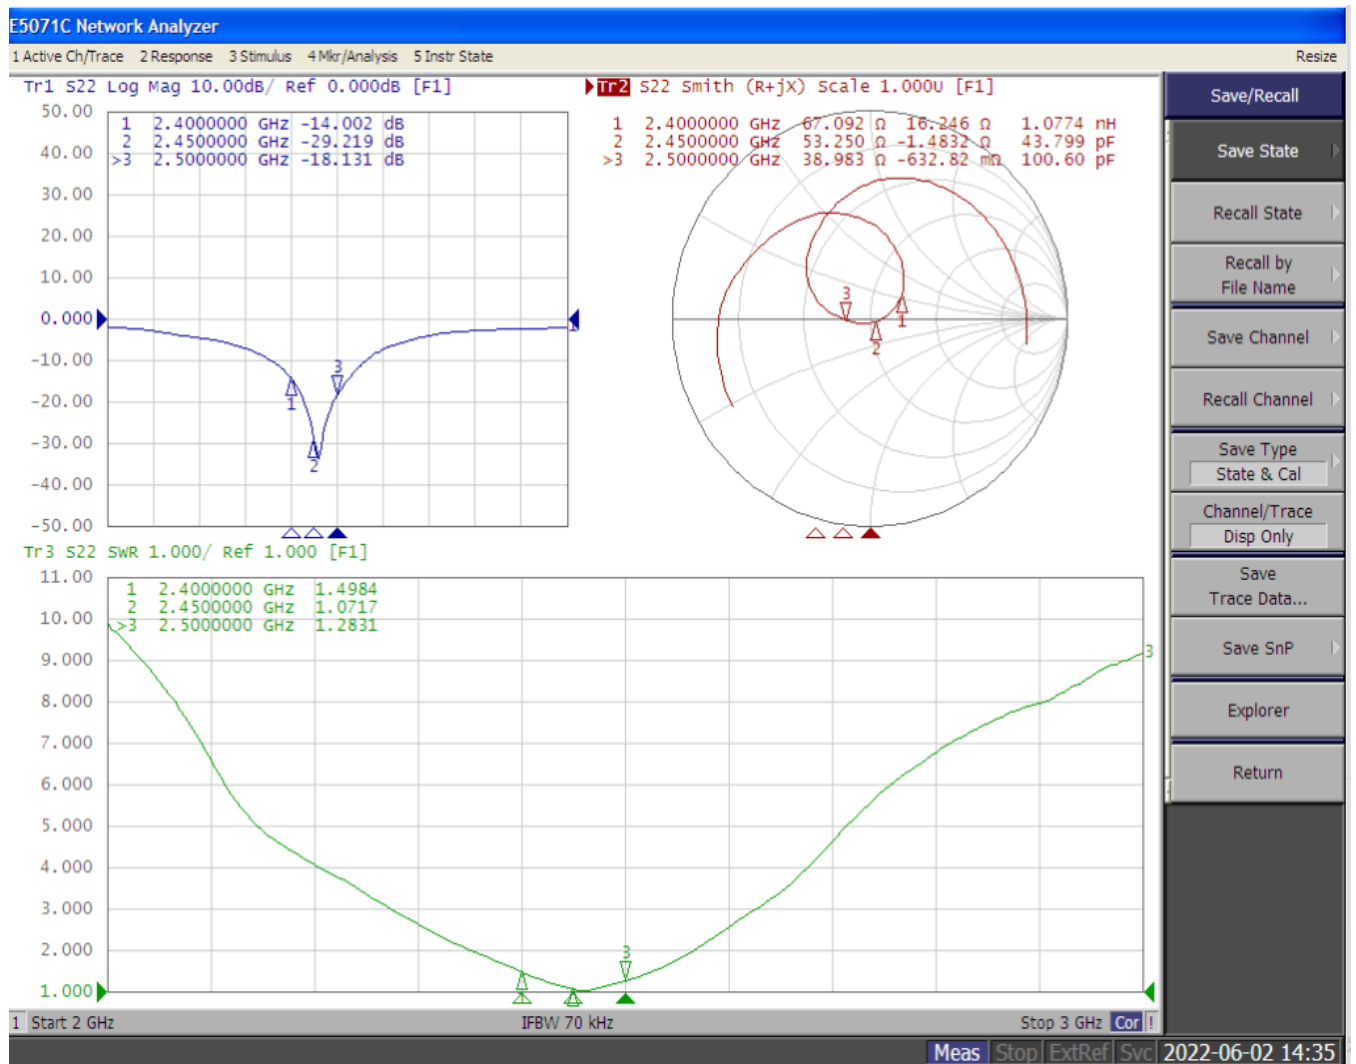 E5071C Network Analyzer
1 Active Ch/Trace 2 Response 3 Stimulus 4 Mkr/Analysis 5 Instr State Resize
Tr1 S22 Log Mag 10.00dB/ Ref 0.000dB [F1]
50.00
40.00
30.00
20.00
10.00
0.000
-10.00
-20.00
-30.00
-40.00
-50.00
1 2.4000000 GHz -14.002 dB
2 2.4500000 GHz -29.219 dB
>3 2.5000000 GHz -18.131 dB
1
2
3
1
Tr2 S22 Smith (R+jX) Scale 1.000U [F1]
1 2.4000000 GHz 67.092 Ω 16.246 Ω 1.0774 nH
2 2.4500000 GHz 53.250 Ω -1.4832 Ω 43.799 pF
>3 2.5000000 GHz 38.983 Ω -632.82 mΩ 100.60 pF
3
1
2
Tr3 S22 SWR 1.000/ Ref 1.000 [F1]
11.00
10.00
9.000
8.000
7.000
6.000
5.000
4.000
3.000
2.000
1.000
1 2.4000000 GHz 1.4984
2 2.4500000 GHz 1.0717
>3 2.5000000 GHz 1.2831
3
3
1 Start 2 GHz IFBW 70 kHz Stop 3 GHz Cor !
Meas Stop ExtRef Svc 2022-06-02 14:35
Save/Recall
Save State
Recall State
Recall by
File Name
Save Channel
Recall Channel
Save Type
State & Cal
Channel/Trace
Disp Only
Save
Trace Data...
Save SnP
Explorer
Return